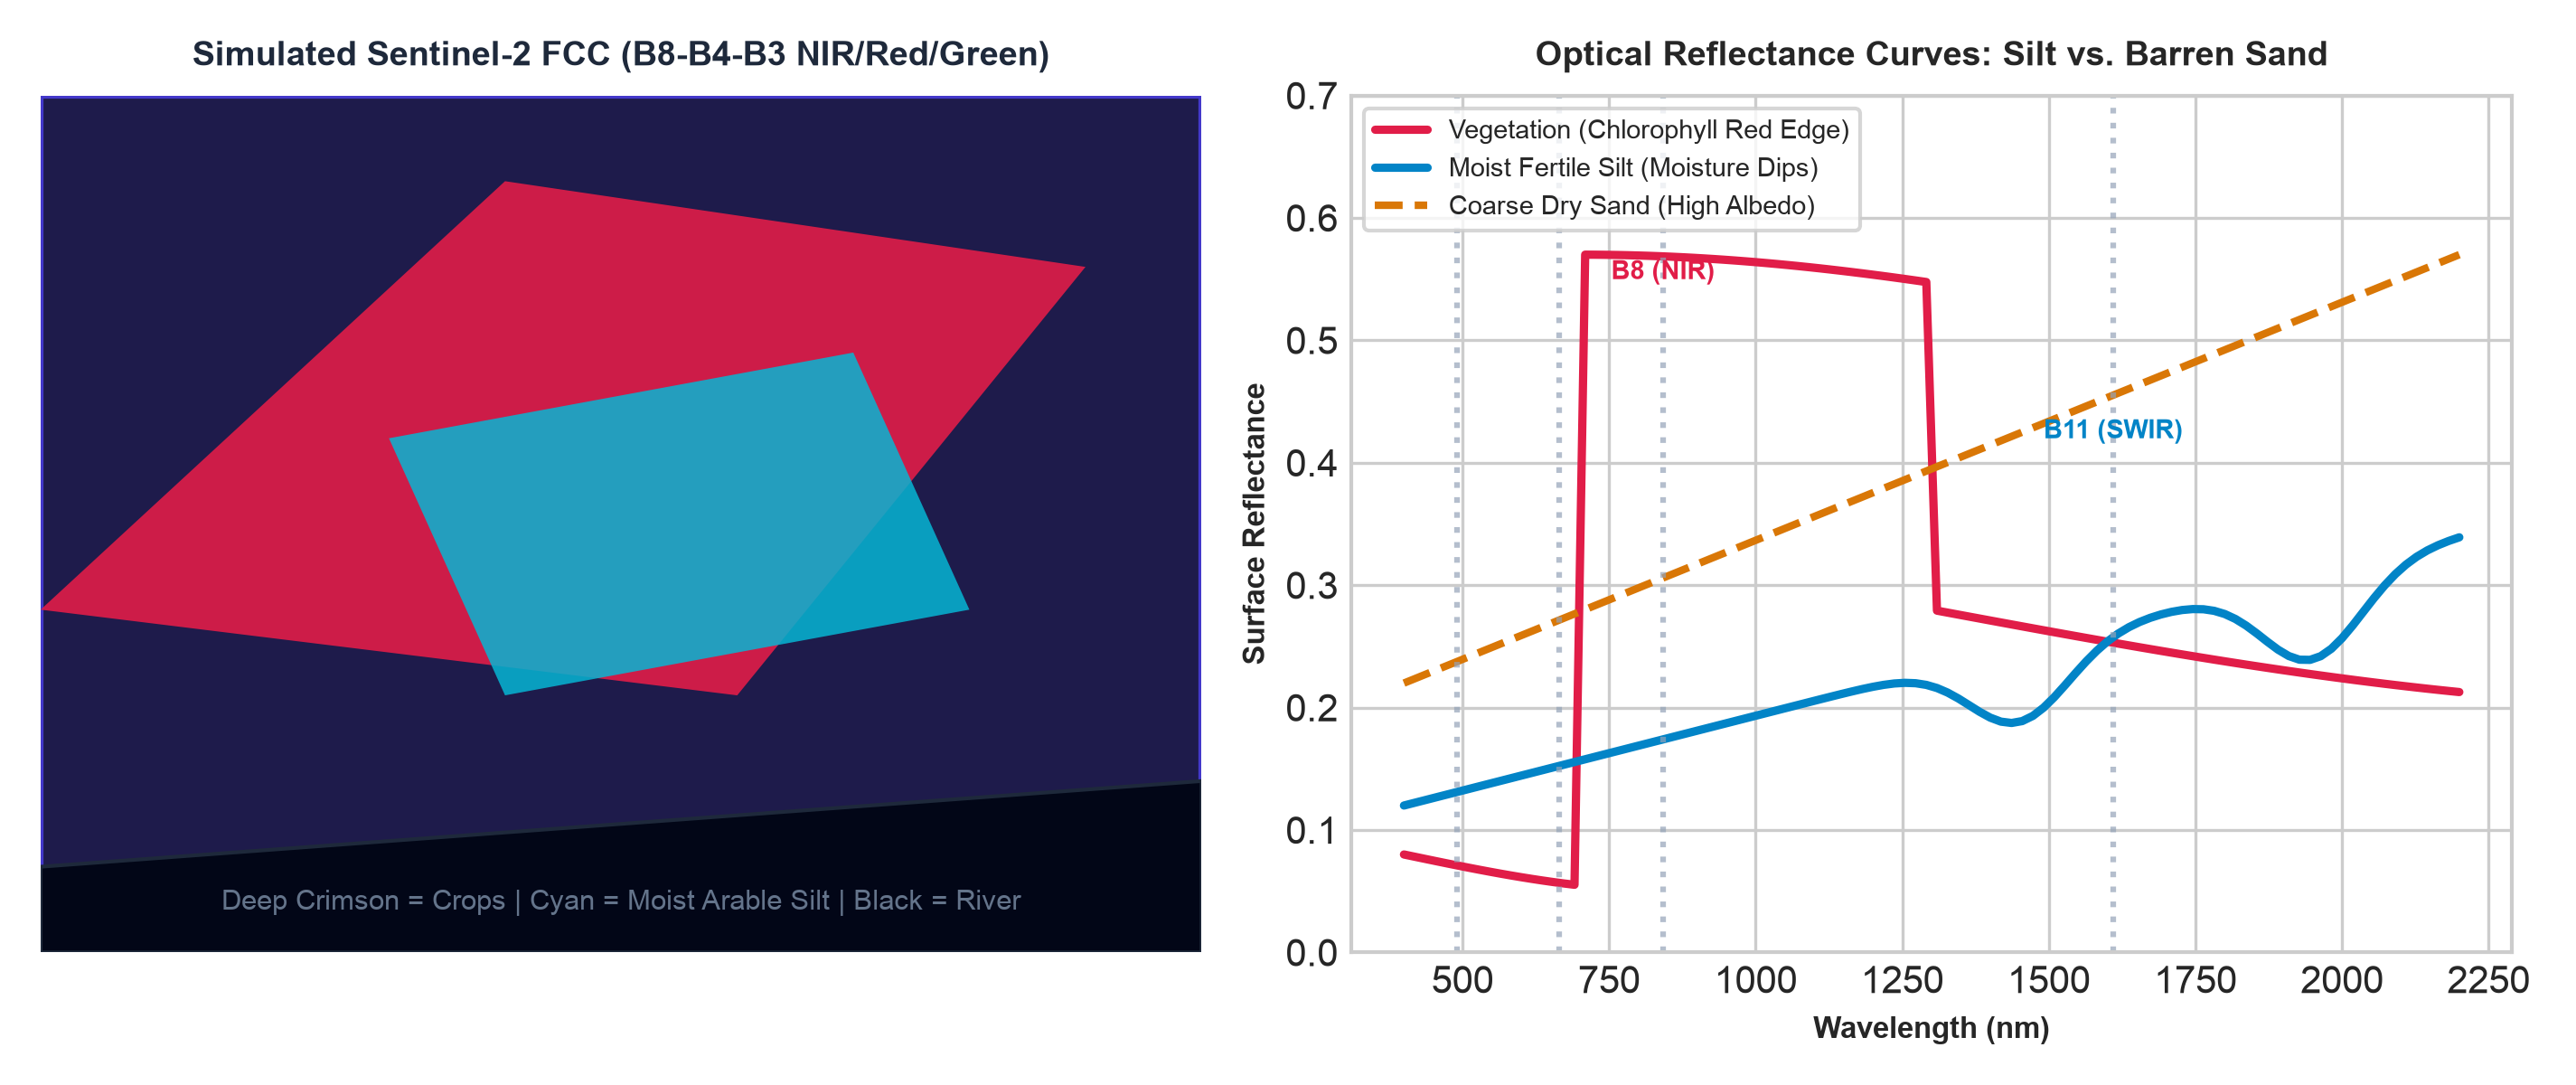 Simulated Sentinel-2 FCC (B8-B4-B3 NIR/Red/Green)
Deep Crimson = Crops | Cyan = Moist Arable Silt | Black = River
Optical Reflectance Curves: Silt vs. Barren Sand
Vegetation (Chlorophyll Red Edge)
Moist Fertile Silt (Moisture Dips)
Coarse Dry Sand (High Albedo)
B8 (NIR)
B11 (SWIR)
Surface Reflectance
0.7
0.6
0.5
0.4
0.3
0.2
0.1
0.0
500 750 1000 1250 1500 1750 2000 2250
Wavelength (nm)